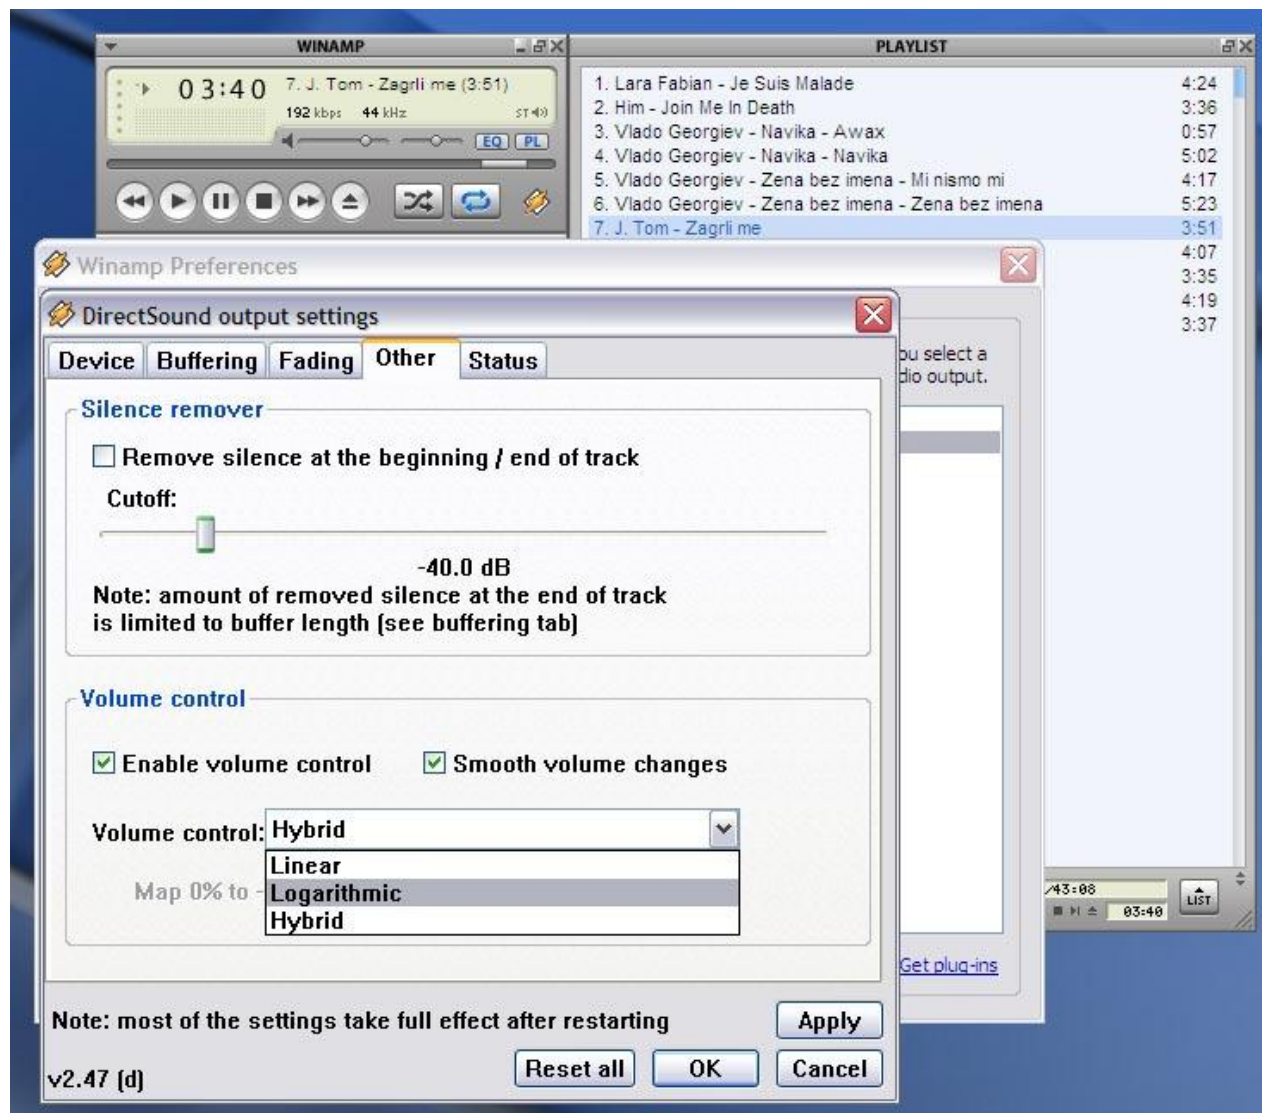 WINAMP
03:40
7. J. Tom - Zagrli me (3:51)
192 kbps 44 kHz
ST
EQ PL
PLAYLIST
1. Lara Fabian - Je Suis Malade 4:24
2. Him - Join Me In Death 3:36
3. Vlado Georgiev - Navika - Awax 0:57
4. Vlado Georgiev - Navika - Navika 5:02
5. Vlado Georgiev - Zena bez imena - Mi nismo mi 4:17
6. Vlado Georgiev - Zena bez imena - Zena bez imena 5:23
7. J. Tom - Zagrli me 3:51
4:07
3:35
4:19
3:37
/43:08
03:40
LIST
Winamp Preferences
ou select a
dio output.
Get plug-ins
DirectSound output settings
Device Buffering Fading Other Status
Silence remover
Remove silence at the beginning / end of track
Cutoff:
-40.0 dB
Note: amount of removed silence at the end of track
is limited to buffer length (see buffering tab)
Volume control
Enable volume control Smooth volume changes
Volume control: Hybrid
Linear
Map 0% to - Logarithmic
Hybrid
Note: most of the settings take full effect after restarting
Apply
v2.47 (d)
Reset all OK Cancel